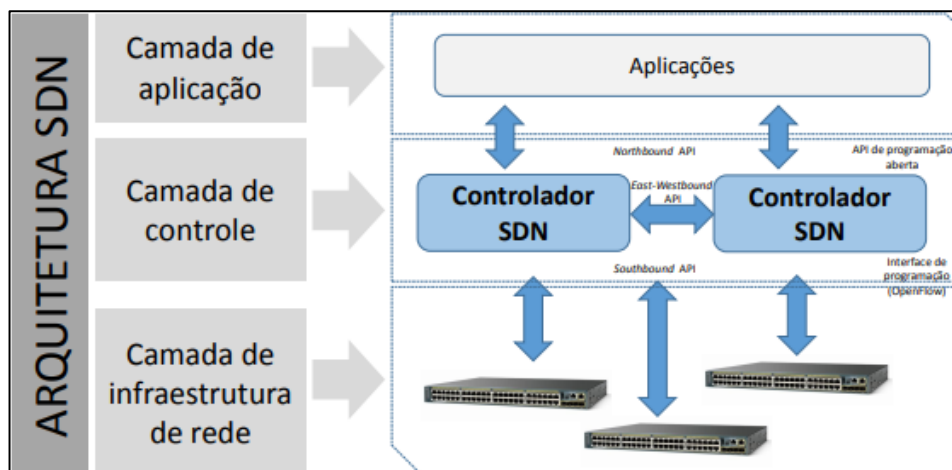 ARQUITETURA SDN
Camada de
aplicação
Aplicações
Northbound API
API de programação
aberta
Camada de
controle
Controlador
SDN
East-Westbound
API
Controlador
SDN
Southbound API
Interface de
programação
(OpenFlow)
Camada de
infraestrutura
de rede